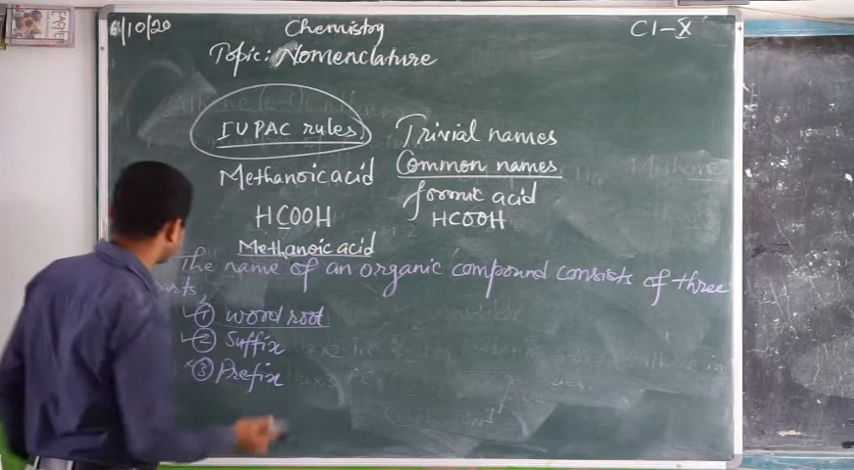 6/10/20 Chemistry Cl-X
Topic: Nomenclature
IUPAC rules
Methanoic acid
HCOOH
Methanoic acid
Trivial names
Common names
formic acid
HCOOH
The name of an organic compound consists of three
arts,
① word root
② Suffix
③ Prefix